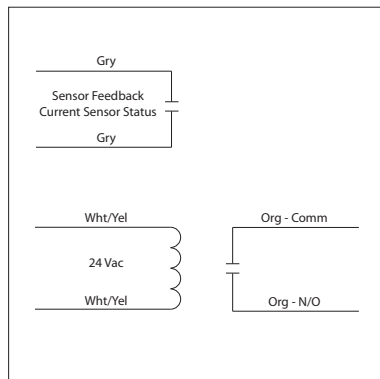 Gry
Sensor Feedback
Current Sensor Status
Gry
Wht/Yel
Org - Comm
24 Vac
Wht/Yel
Org - N/O